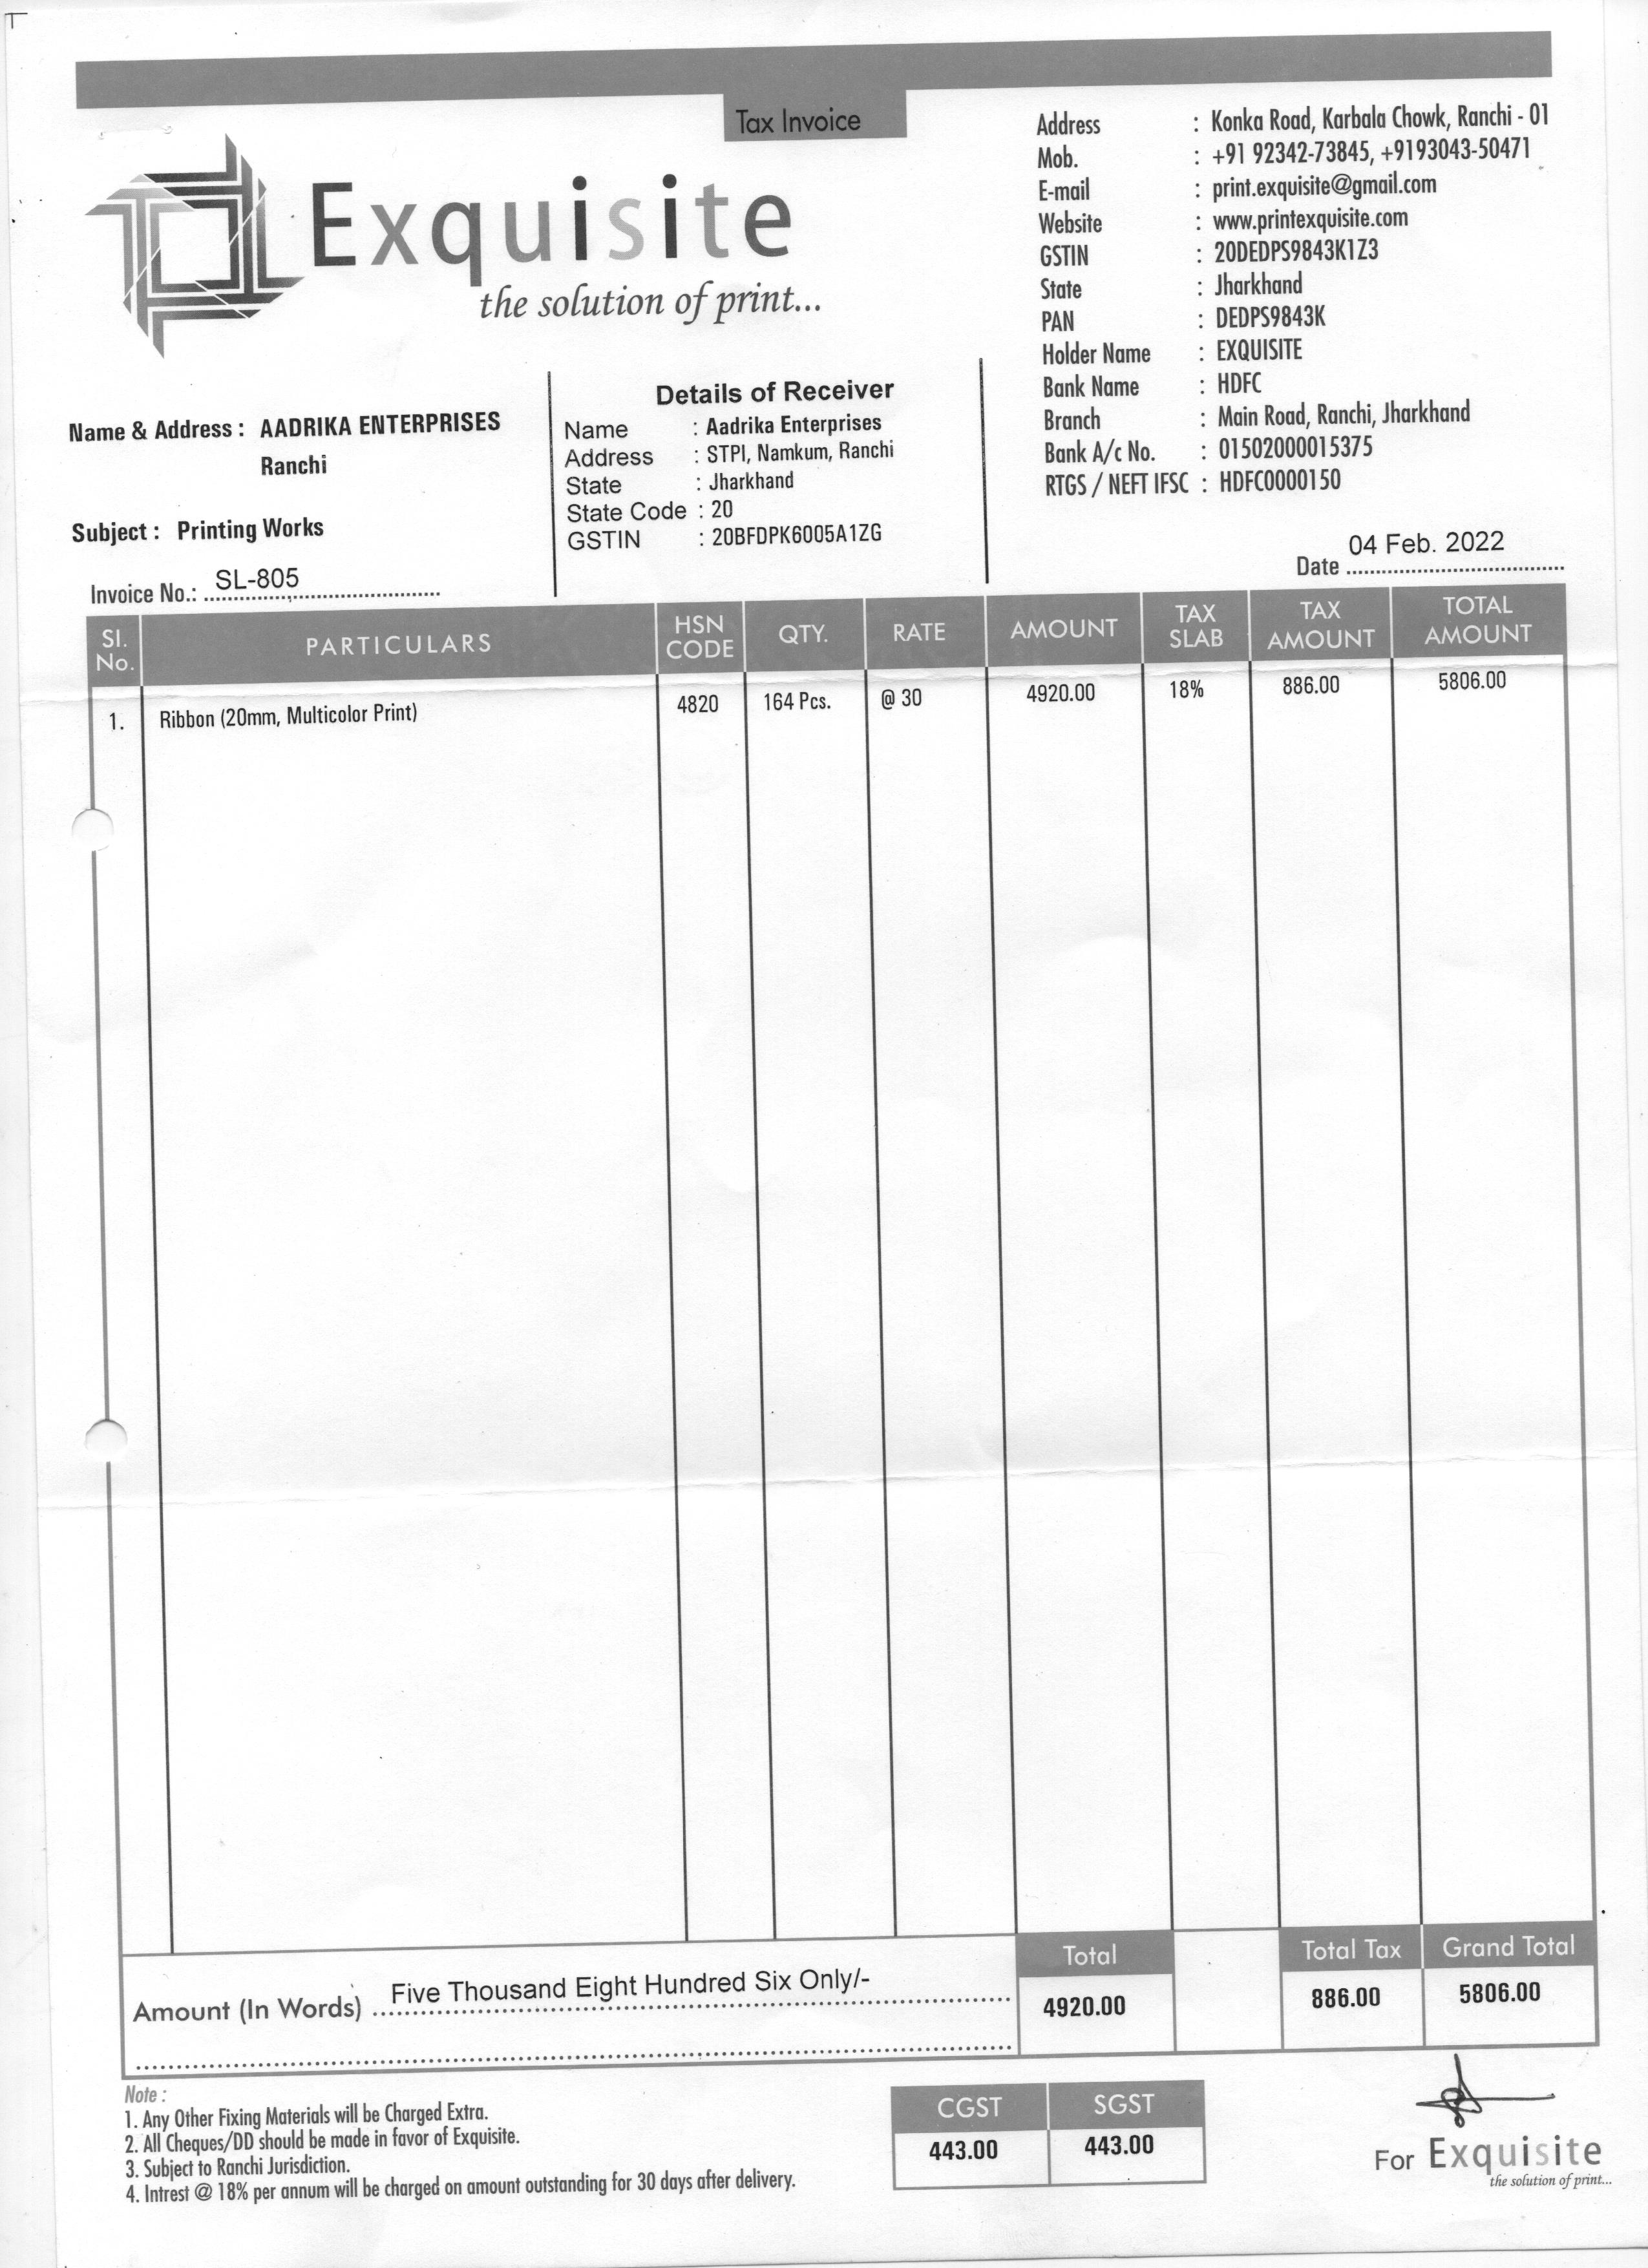 Tax Invoice
Exquisite
the solution of print...
Address : Konka Road, Karbala Chowk, Ranchi - 01
Mob. : +91 92342-73845, +9193043-50471
E-mail : print.exquisite@gmail.com
Website : www.printexquisite.com
GSTIN : 20DEDPS9843K1Z3
State : Jharkhand
PAN : DEDPS9843K
Holder Name : EXQUISITE
Bank Name : HDFC
Branch : Main Road, Ranchi, Jharkhand
Bank A/c No. : 01502000015375
RTGS / NEFT IFSC : HDFC0000150
Name & Address : AADRIKA ENTERPRISES
Ranchi
Subject : Printing Works
Invoice No.: SL-805
Details of Receiver
Name : Aadrika Enterprises
Address : STPI, Namkum, Ranchi
State : Jharkhand
State Code : 20
GSTIN : 20BFDPK6005A1ZG
Date 04 Feb. 2022
Sl. No. PARTICULARS HSN CODE QTY. RATE AMOUNT TAX SLAB TAX AMOUNT TOTAL AMOUNT
1. Ribbon (20mm, Multicolor Print) 4820 164 Pcs. @ 30 4920.00 18% 886.00 5806.00
Total Total Tax Grand Total
Amount (In Words) Five Thousand Eight Hundred Six Only/- 4920.00 886.00 5806.00
Note :
1. Any Other Fixing Materials will be Charged Extra.
2. All Cheques/DD should be made in favor of Exquisite.
3. Subject to Ranchi Jurisdiction.
4. Intrest @ 18% per annum will be charged on amount outstanding for 30 days after delivery.
CGST SGST
443.00 443.00
For Exquisite
the solution of print...